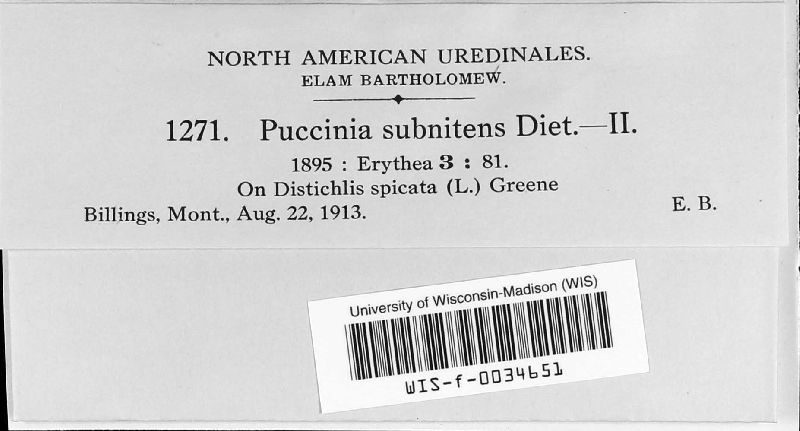 NORTH AMERICAN UREDINALES.
ELAM BARTHOLOMEW.
1271. Puccinia subnitens Diet.—II.
1895 : Erythea 3 : 81.
On Distichlis spicata (L.) Greene
Billings, Mont., Aug. 22, 1913. E. B.
University of Wisconsin-Madison (WIS)
WIS-f-0034651